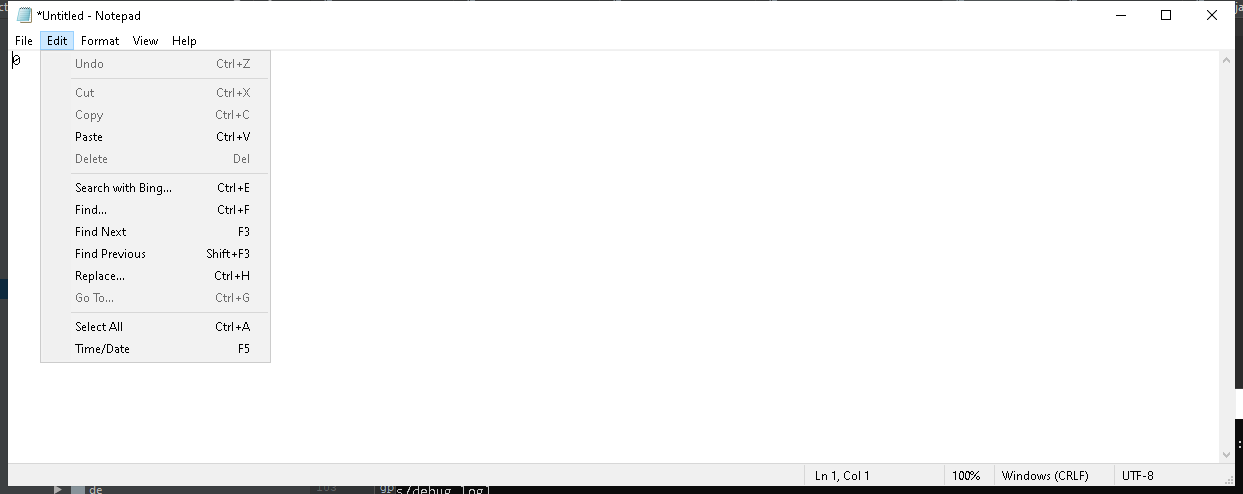 *Untitled - Notepad
File Edit Format View Help
0
Undo Ctrl+Z
Cut Ctrl+X
Copy Ctrl+C
Paste Ctrl+V
Delete Del
Search with Bing... Ctrl+E
Find... Ctrl+F
Find Next F3
Find Previous Shift+F3
Replace... Ctrl+H
Go To... Ctrl+G
Select All Ctrl+A
Time/Date F5
Ln 1, Col 1 100% Windows (CRLF) UTF-8
de s/debug.log]